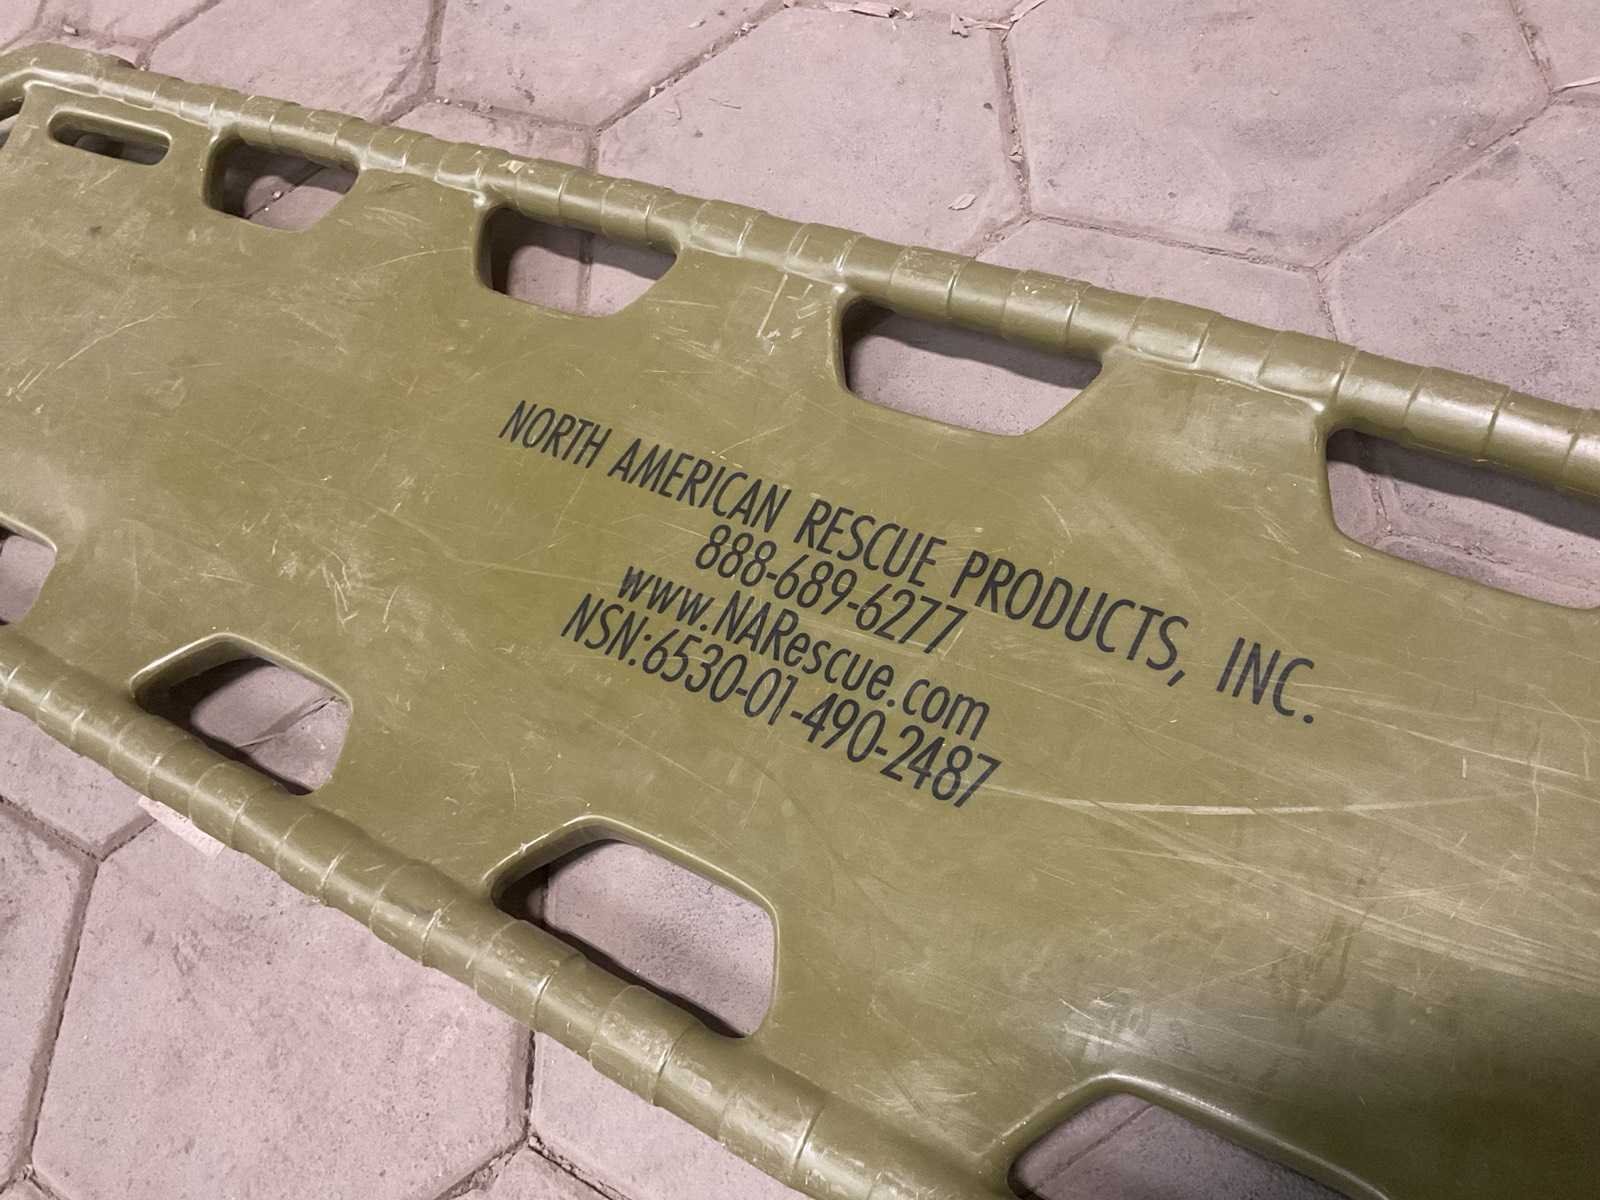 NORTH AMERICAN RESCUE PRODUCTS, INC.
888-689-6277
www.NARescue.com
NSN:6530-01-490-2487